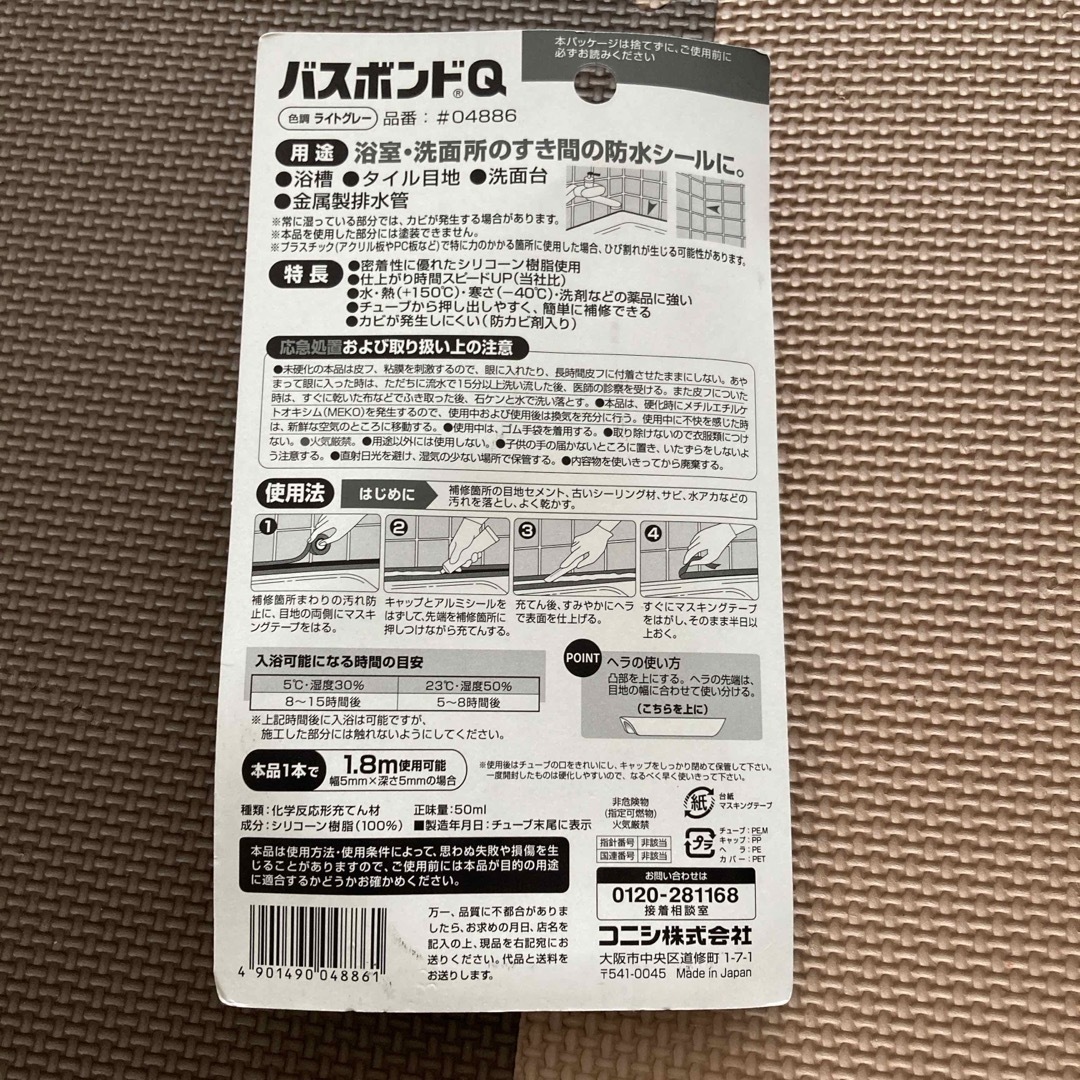 本パッケージは捨てずに、ご使用前に
必ずお読みください
バスボンド®Q
色調 ライトグレー 品番：#04886
用途 浴室・洗面所のすき間の防水シールに。
●浴槽 ●タイル目地 ●洗面台
●金属製排水管
※常に湿っている部分では、カビが発生する場合があります。
※本品を使用した部分には塗装できません。
※プラスチック(アクリル板やPC板など)で特に力のかかる箇所に使用した場合、ひび割れが生じる可能性があります。
特長 ●密着性に優れたシリコーン樹脂使用
●仕上がり時間スピードUP(当社比)
●水・熱(+150℃)・寒さ(−40℃)・洗剤などの薬品に強い
●チューブから押し出しやすく、簡単に補修できる
●カビが発生しにくい(防カビ剤入り)
応急処置および取り扱い上の注意
●未硬化の本品は皮フ、粘膜を刺激するので、眼に入れたり、長時間皮フに付着させたままにしない。あや
まって眼に入った時は、ただちに流水で15分以上洗い流した後、医師の診察を受ける。また皮フについた
時は、すぐに乾いた布などでふき取った後、石ケンと水で洗い落とす。●本品は、硬化時にメチルエチルケ
トオキシム(MEKO)を発生するので、使用中および使用後は換気を充分に行う。使用中に不快を感じた時
は、新鮮な空気のところに移動する。●使用中は、ゴム手袋を着用する。●取り除けないので衣服類につけ
ない。●火気厳禁。●用途以外には使用しない。●子供の手の届かないところに置き、いたずらをしないよ
う注意する。●直射日光を避け、湿気の少ない場所で保管する。●内容物を使いきってから廃棄する。
使用法 はじめに 補修箇所の目地セメント、古いシーリング材、サビ、水アカなどの
汚れを落とし、よく乾かす。
1
補修箇所まわりの汚れ防
止に、目地の両側にマスキ
ングテープをはる。
2
キャップとアルミシールを
はずして、先端を補修箇所に
押しつけながら充てんする。
3
充てん後、すみやかにヘラ
で表面を仕上げる。
4
すぐにマスキングテープ
をはがし、そのまま半日以
上おく。
入浴可能になる時間の目安
5℃・湿度30% 23℃・湿度50%
8〜15時間後 5〜8時間後
※上記時間後に入浴は可能ですが、
施工した部分には触れないようにしてください。
POINT ヘラの使い方
凸部を上にする。ヘラの先端は、
目地の幅に合わせて使い分ける。
(こちらを上に)
本品1本で 1.8m使用可能
幅5mm×深さ5mmの場合
※使用後はチューブの口をきれいにし、キャップをしっかり閉めて保管して下さい。
一度開封したものは硬化しやすいので、なるべく早く使いきって下さい。
種類：化学反応形充てん材 正味量：50ml
成分：シリコーン樹脂(100%) ■製造年月日：チューブ末尾に表示
非危険物
(指定可燃物)
火気厳禁
指針番号 非該当
国連番号 非該当
紙 台紙
マスキングテープ
プラ チューブ：PE,M
キャップ：PP
ヘラ：PE
カバー：PET
本品は使用方法・使用条件によって、思わぬ失敗や損傷を生
じることがありますので、ご使用前には本品が目的の用途
に適合するかどうかお確かめください。
お問い合わせは
0120-281168
接着相談室
コニシ株式会社
大阪市中央区道修町1-7-1
〒541-0045 Made in Japan
万一、品質に不都合がありま
したら、お求めの月日、店名を
記入の上、現品を右記宛にお
送りください。代品と送料を
お送りします。
4 901490 048861